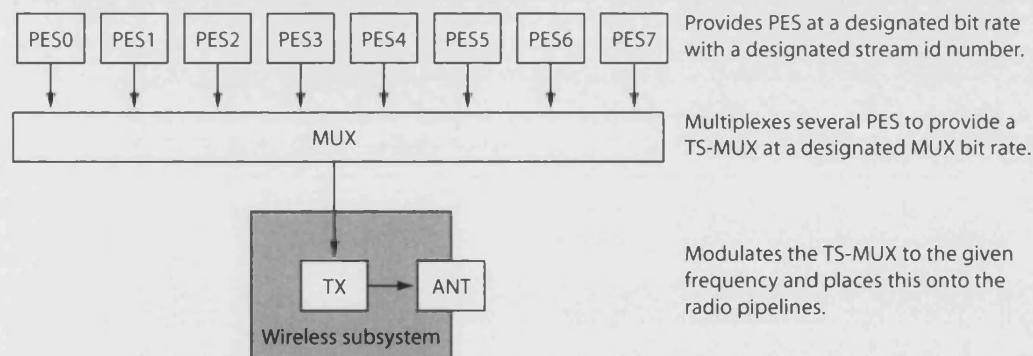 PES0 PES1 PES2 PES3 PES4 PES5 PES6 PES7
Provides PES at a designated bit rate
with a designated stream id number.
MUX
Multiplexes several PES to provide a
TS-MUX at a designated MUX bit rate.
TX
ANT
Wireless subsystem
Modulates the TS-MUX to the given
frequency and places this onto the
radio pipelines.